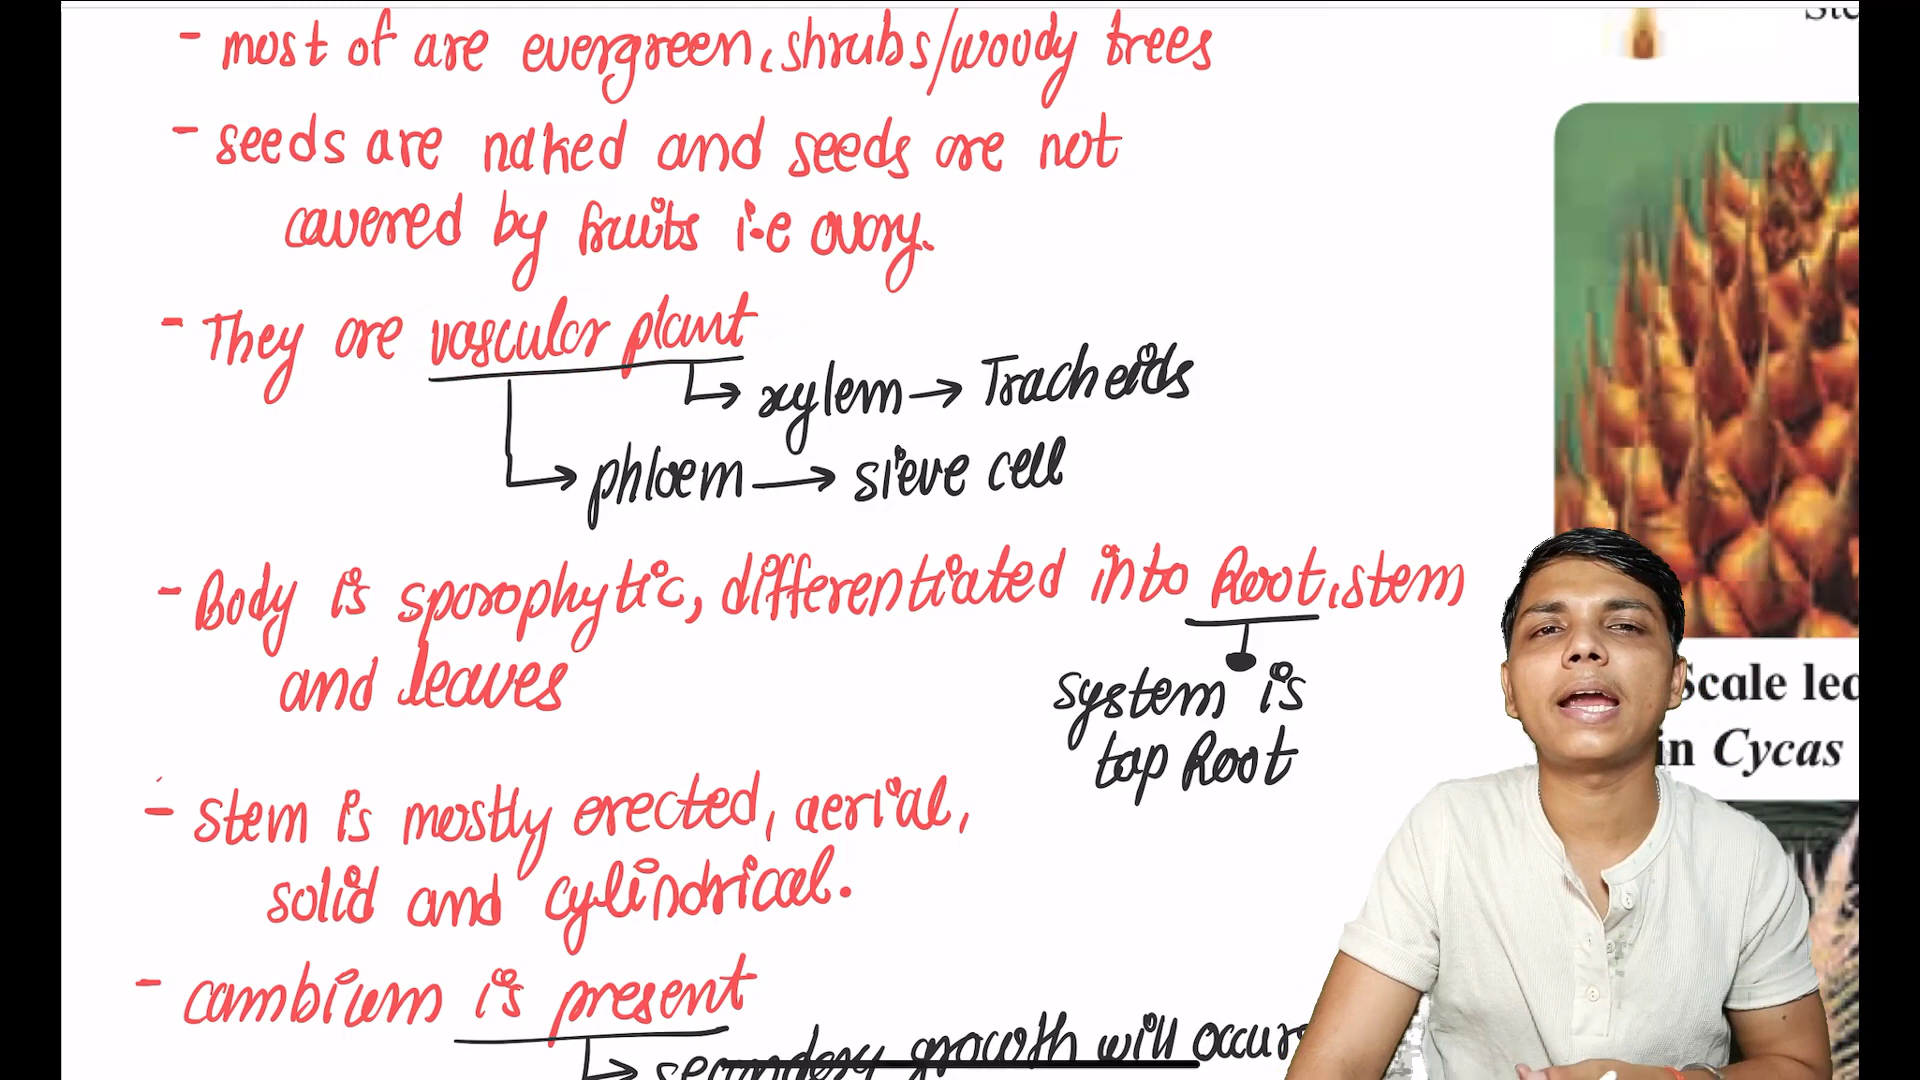 - most of are evergreen, shrubs/woody trees
- seeds are naked and seeds are not
covered by fruits i.e ovary.
- They are vascular plant
xylem → Tracheids
phloem → sieve cell
- Body is sporophytic, differentiated into Root, stem
and leaves
system is
tap Root
- stem is mostly erected, aerial,
solid and cylindrical.
- cambium is present
secondary growth will occurs
Scale
in Cycas